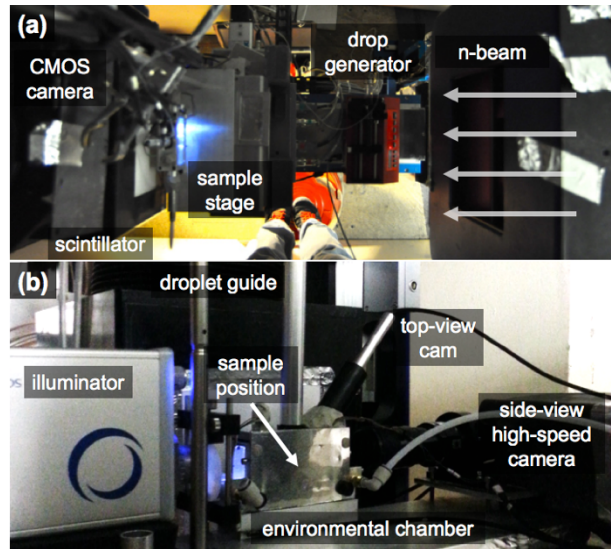 (a)
CMOS
camera
drop
generator
n-beam
sample
stage
scintillator
(b)
droplet guide
top-view
cam
illuminator
sample
position
side-view
high-speed
camera
environmental chamber